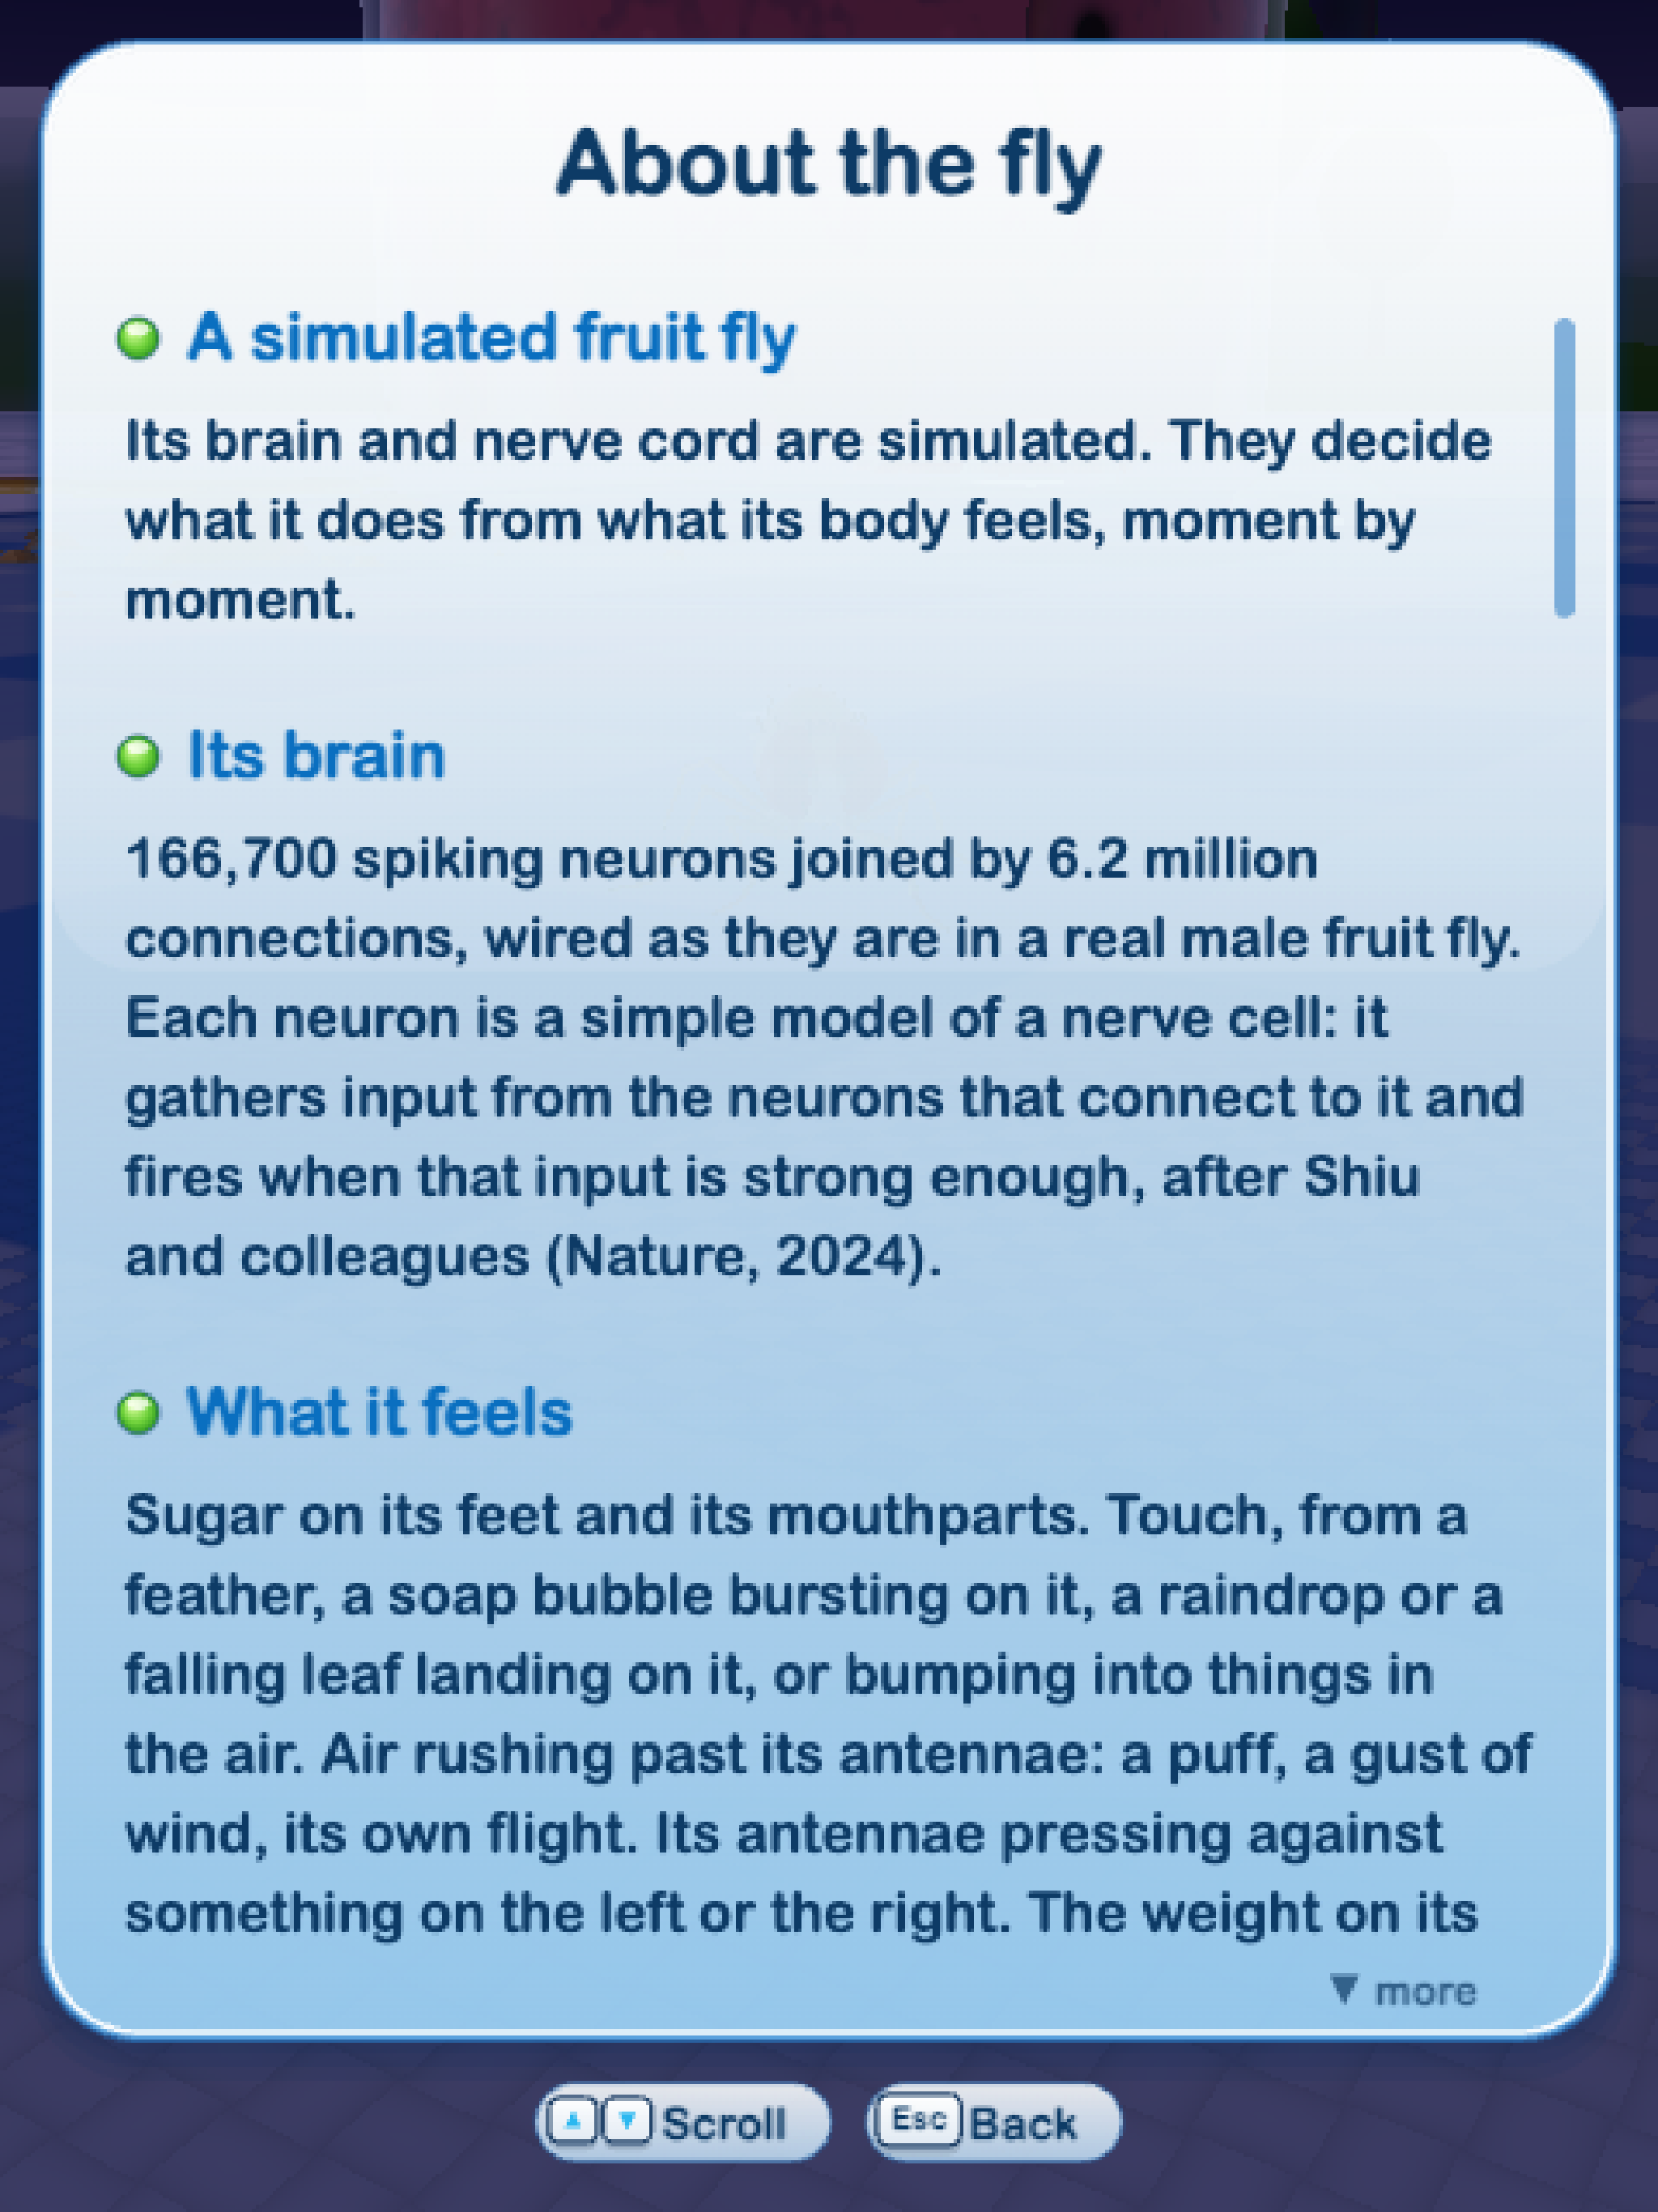 About the fly
A simulated fruit fly
Its brain and nerve cord are simulated. They decide
what it does from what its body feels, moment by
moment.
Its brain
166,700 spiking neurons joined by 6.2 million
connections, wired as they are in a real male fruit fly.
Each neuron is a simple model of a nerve cell: it
gathers input from the neurons that connect to it and
fires when that input is strong enough, after Shiu
and colleagues (Nature, 2024).
What it feels
Sugar on its feet and its mouthparts. Touch, from a
feather, a soap bubble bursting on it, a raindrop or a
falling leaf landing on it, or bumping into things in
the air. Air rushing past its antennae: a puff, a gust of
wind, its own flight. Its antennae pressing against
something on the left or the right. The weight on its
▼ more
▲ ▼ Scroll Esc Back